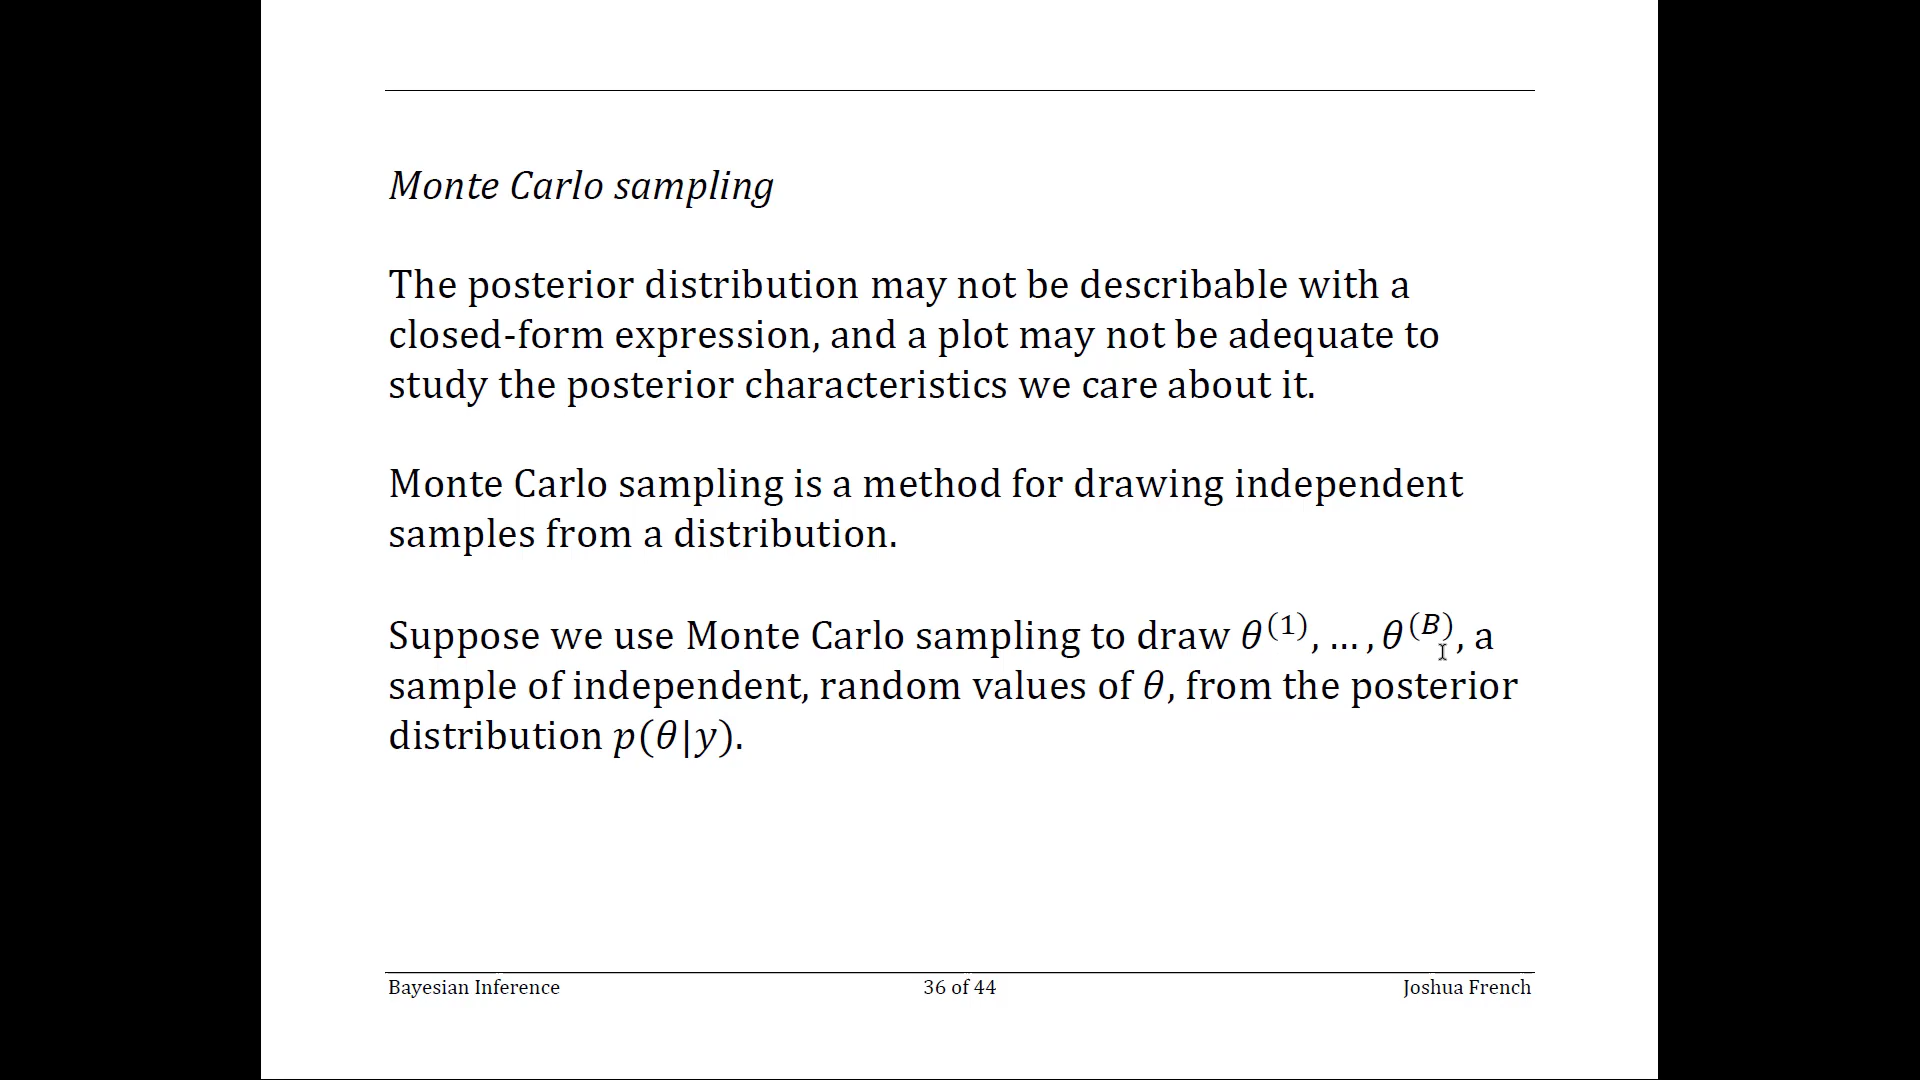 Monte Carlo sampling
The posterior distribution may not be describable with a
closed-form expression, and a plot may not be adequate to
study the posterior characteristics we care about it.
Monte Carlo sampling is a method for drawing independent
samples from a distribution.
Suppose we use Monte Carlo sampling to draw θ⁽¹⁾, … , θ⁽ᴮ⁾, a
sample of independent, random values of θ, from the posterior
distribution p(θ|y).
Bayesian Inference 36 of 44 Joshua French